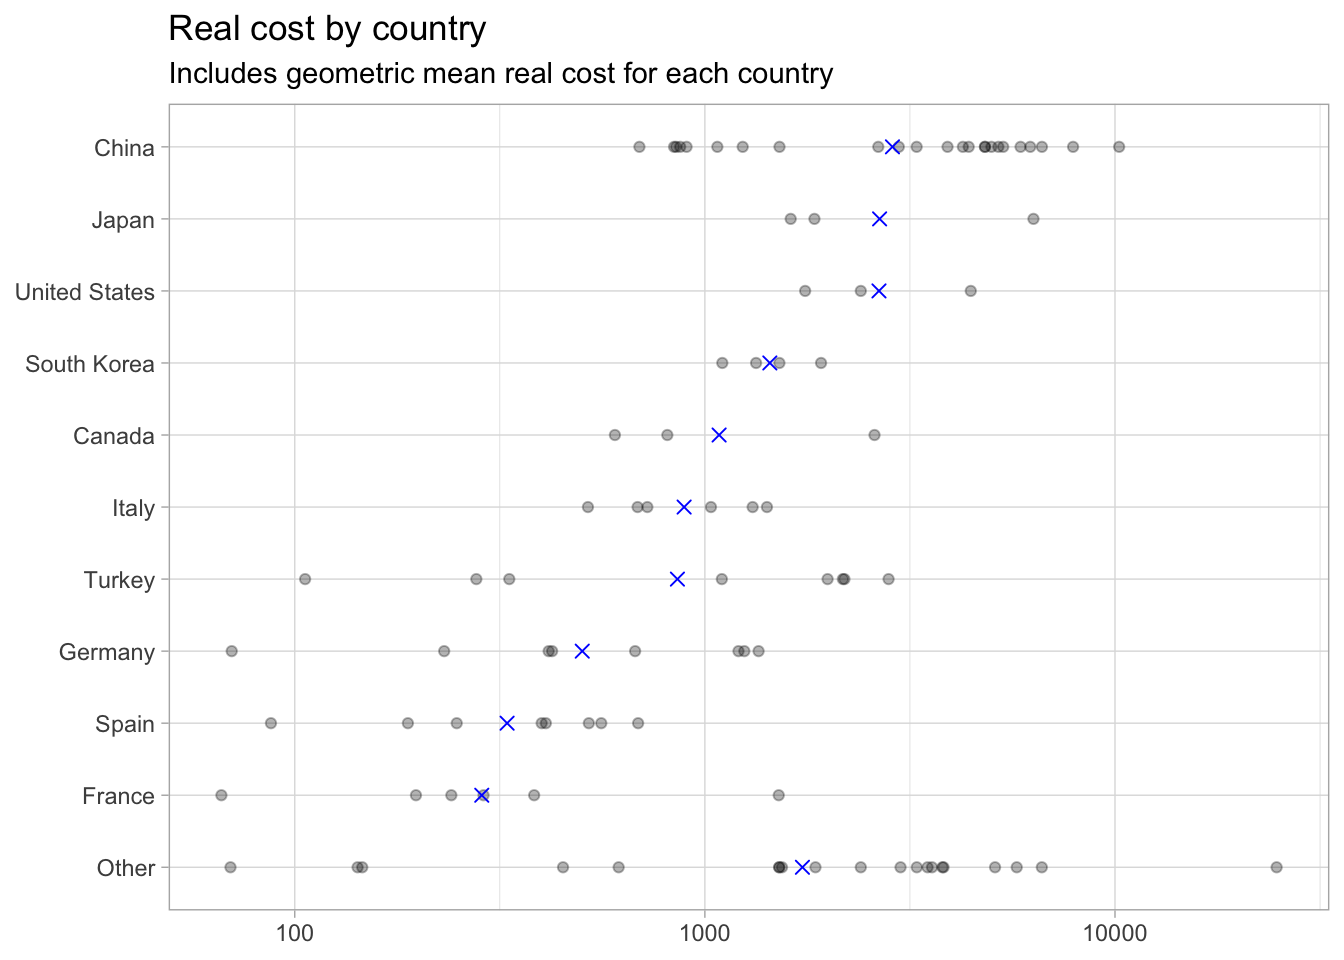 Real cost by country
Includes geometric mean real cost for each country
China
Japan
United States
South Korea
Canada
Italy
Turkey
Germany
Spain
France
Other
100 1000 10000